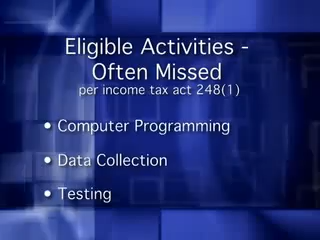 Eligible Activities -
Often Missed
per income tax act 248(1)
• Computer Programming
• Data Collection
• Testing